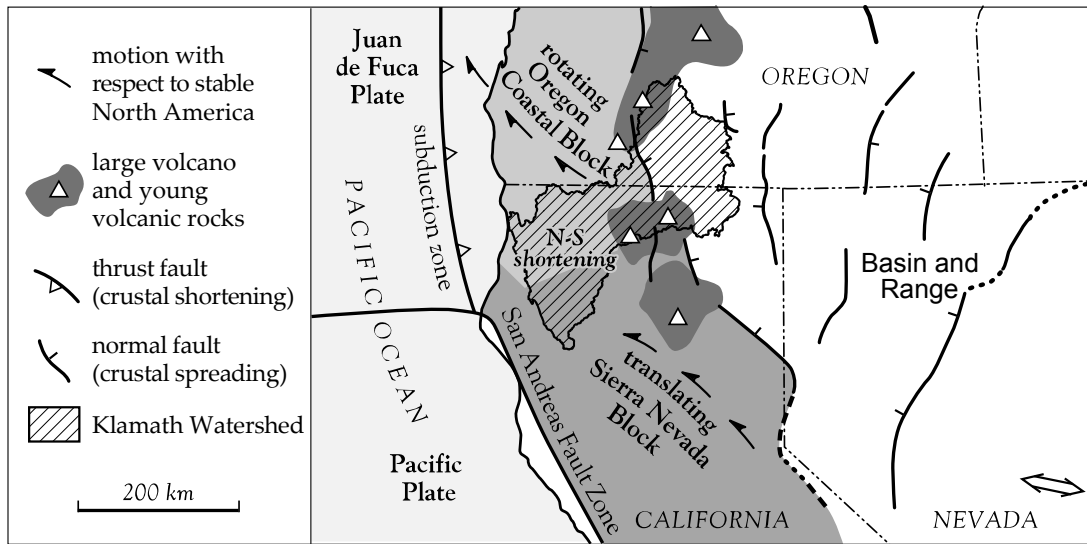 motion with
respect to stable
North America
large volcano
and young
volcanic rocks
thrust fault
(crustal shortening)
normal fault
(crustal spreading)
Klamath Watershed
200 km
Juan
de Fuca
Plate
subduction zone
PACIFIC OCEAN
Pacific
Plate
San Andreas Fault Zone
rotating
Oregon
Coastal Block
N-S
shortening
translating
Sierra Nevada
Block
OREGON
Basin and
Range
CALIFORNIA
NEVADA